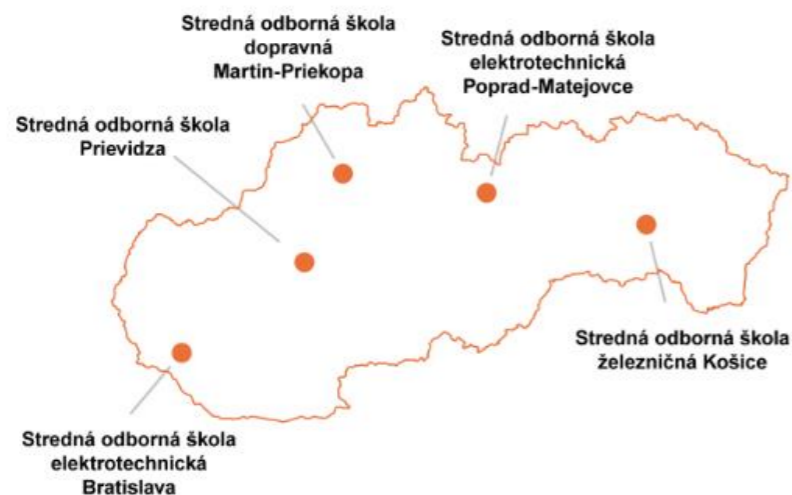 Stredná odborná škola
dopravná
Martin-Priekopa
Stredná odborná škola
elektrotechnická
Poprad-Matejovce
Stredná odborná škola
Prievidza
Stredná odborná škola
železničná Košice
Stredná odborná škola
elektrotechnická
Bratislava